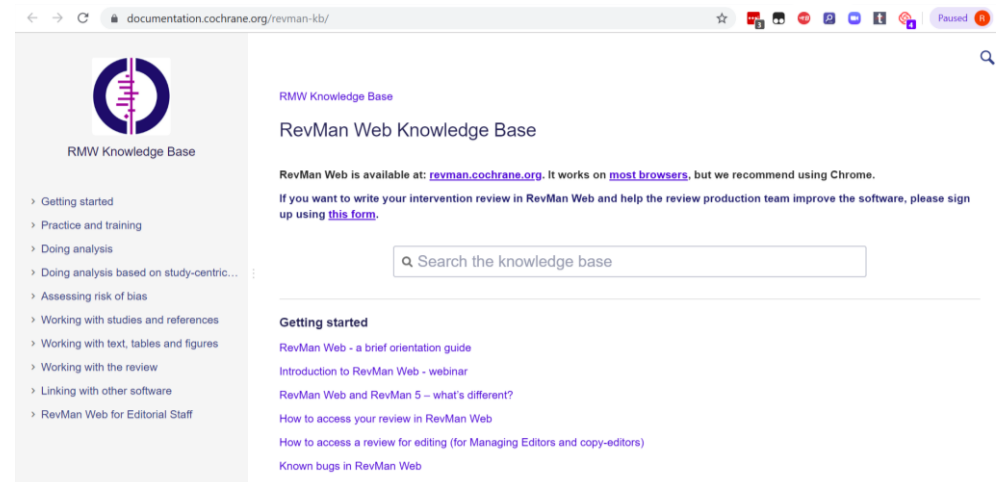 documentation.cochrane.org/revman-kb/
3
4
Paused
R
RMW Knowledge Base
Getting started
Practice and training
Doing analysis
Doing analysis based on study-centric...
Assessing risk of bias
Working with studies and references
Working with text, tables and figures
Working with the review
Linking with other software
RevMan Web for Editorial Staff
RMW Knowledge Base
RevMan Web Knowledge Base
RevMan Web is available at: revman.cochrane.org. It works on most browsers, but we recommend using Chrome.
If you want to write your intervention review in RevMan Web and help the review production team improve the software, please sign
up using this form.
Search the knowledge base
Getting started
RevMan Web - a brief orientation guide
Introduction to RevMan Web - webinar
RevMan Web and RevMan 5 – what's different?
How to access your review in RevMan Web
How to access a review for editing (for Managing Editors and copy-editors)
Known bugs in RevMan Web